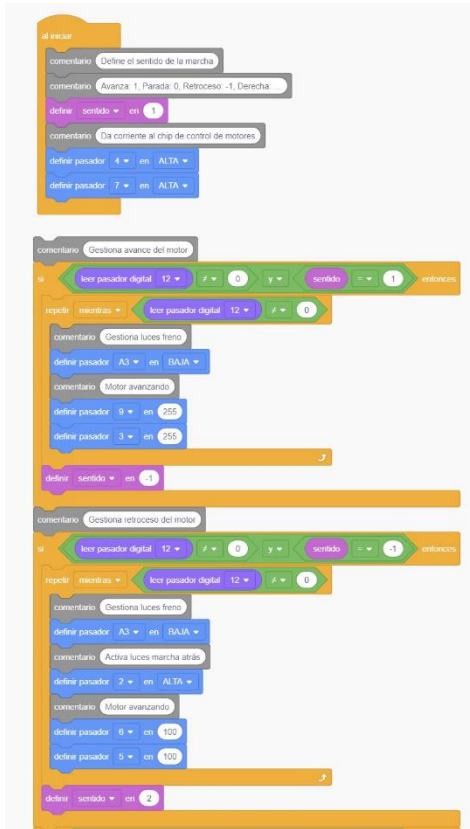 al iniciar
comentario Define el sentido de la marcha
comentario Avanza: 1, Parada: 0, Retroceso: -1, Derecha: ...
definir sentido en 1
comentario Da corriente al chip de control de motores
definir pasador 4 en ALTA
definir pasador 7 en ALTA
comentario Gestiona avance del motor
si leer pasador digital 12 ≠ 0 y sentido = 1 entonces
repetir mientras leer pasador digital 12 ≠ 0
comentario Gestiona luces freno
definir pasador A3 en BAJA
comentario Motor avanzando
definir pasador 9 en 255
definir pasador 3 en 255
definir sentido en -1
comentario Gestiona retroceso del motor
si leer pasador digital 12 ≠ 0 y sentido = -1 entonces
repetir mientras leer pasador digital 12 ≠ 0
comentario Gestiona luces freno
definir pasador A3 en BAJA
comentario Activa luces marcha atrás
definir pasador 2 en ALTA
comentario Motor avanzando
definir pasador 6 en 100
definir pasador 5 en 100
definir sentido en 2